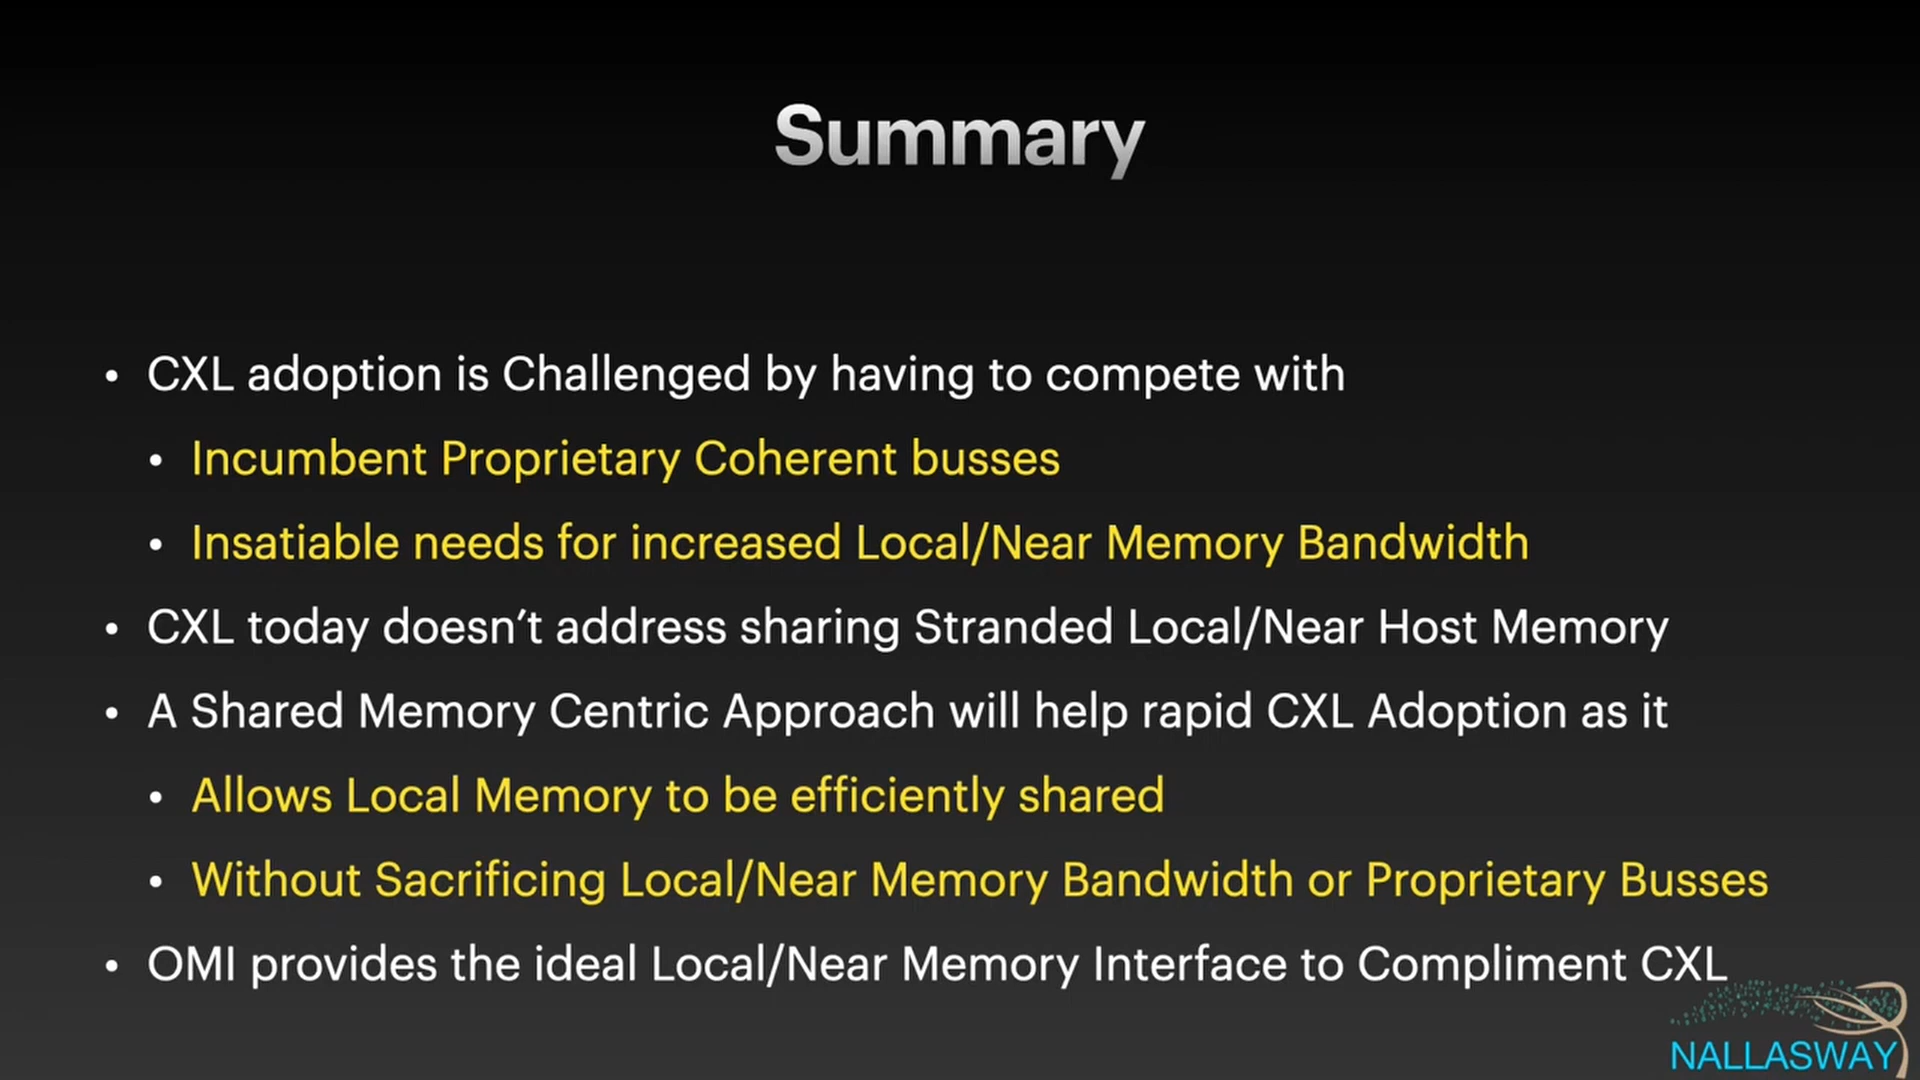 Summary
• CXL adoption is Challenged by having to compete with
• Incumbent Proprietary Coherent busses
• Insatiable needs for increased Local/Near Memory Bandwidth
• CXL today doesn’t address sharing Stranded Local/Near Host Memory
• A Shared Memory Centric Approach will help rapid CXL Adoption as it
• Allows Local Memory to be efficiently shared
• Without Sacrificing Local/Near Memory Bandwidth or Proprietary Busses
• OMI provides the ideal Local/Near Memory Interface to Compliment CXL
NALLASWAY